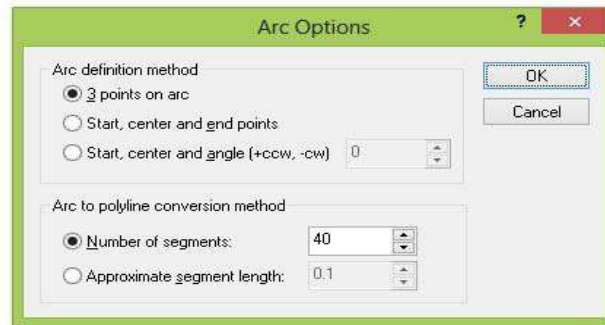 Arc Options
?
×
Arc definition method
3 points on arc
Start, center and end points
Start, center and angle (+ccw, -cw)
0
OK
Cancel
Arc to polyline conversion method
Number of segments:
40
Approximate segment length:
0.1